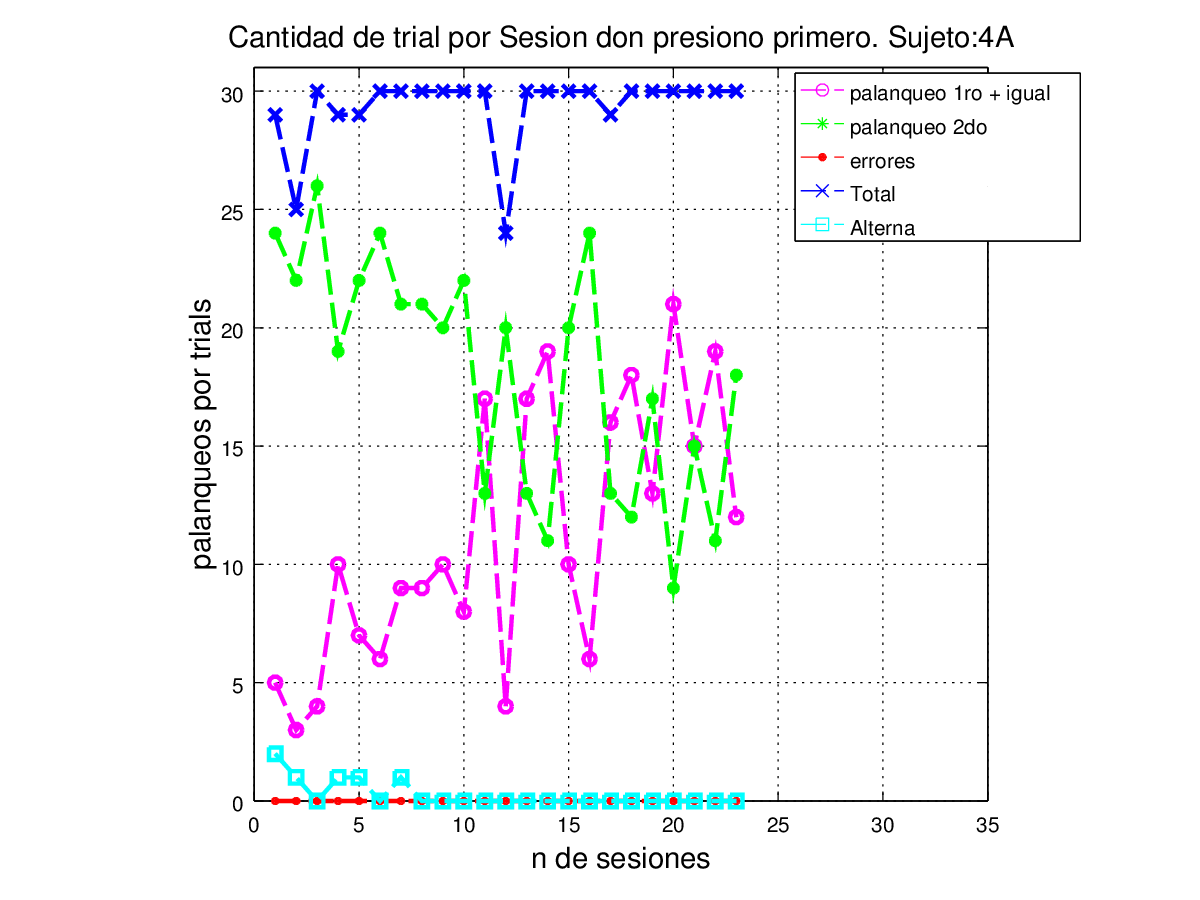 Cantidad de trial por Sesion don presiono primero. Sujeto:4A
palanqueo 1ro + igual
palanqueo 2do
errores
Total
Alterna
palanqueos por trials
30
25
20
15
10
5
0
0 5 10 15 20 25 30 35
n de sesiones